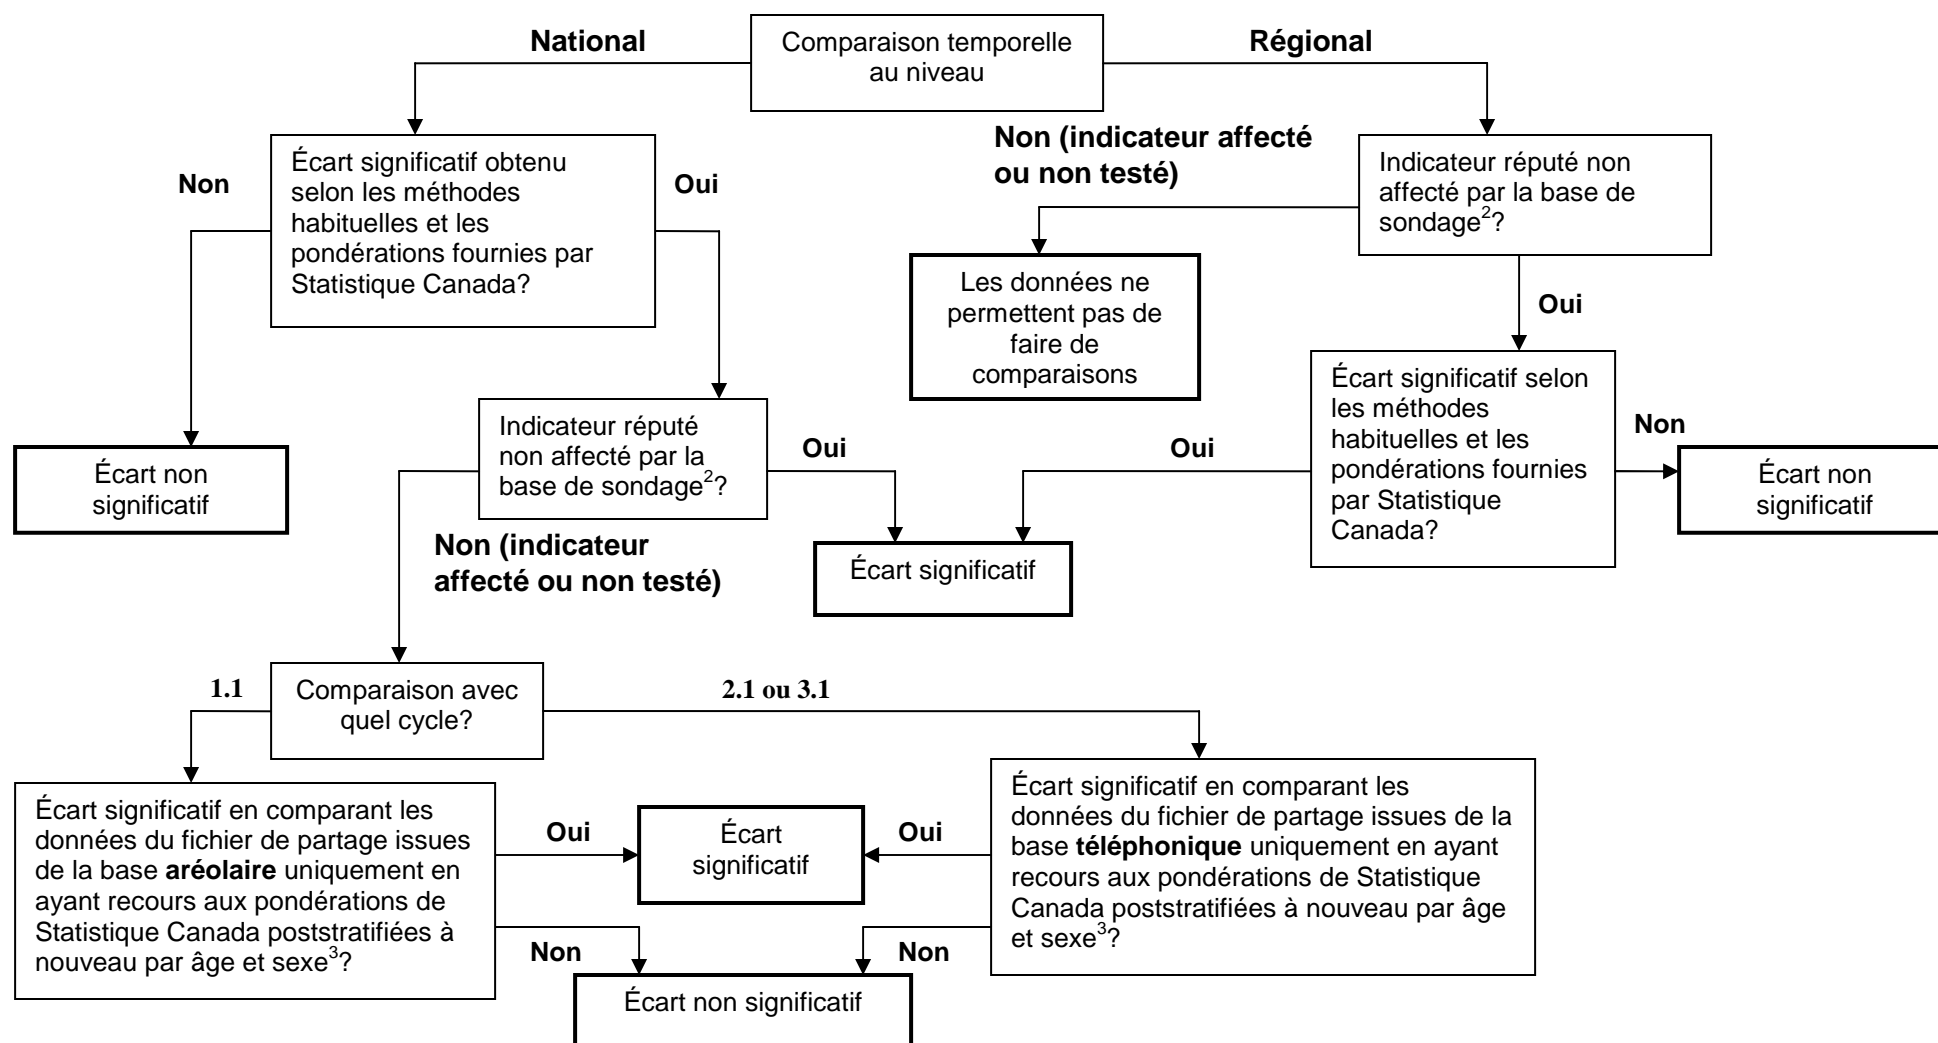 National
Comparaison temporelle
au niveau
Régional
Non (indicateur affecté
ou non testé)
Écart significatif obtenu
selon les méthodes
habituelles et les
pondérations fournies par
Statistique Canada?
Non
Oui
Indicateur réputé non
affecté par la base de
sondage²?
Les données ne
permettent pas de
faire de
comparaisons
Oui
Écart significatif selon
les méthodes
habituelles et les
pondérations fournies
par Statistique
Canada?
Non
Oui
Écart non
significatif
Écart non
significatif
Indicateur réputé
non affecté par la
base de sondage²?
Oui
Non (indicateur
affecté ou non testé)
Écart significatif
1.1
Comparaison avec
quel cycle?
2.1 ou 3.1
Écart significatif en comparant les
données du fichier de partage issues
de la base aréolaire uniquement en
ayant recours aux pondérations de
Statistique Canada poststratifiées à
nouveau par âge et sexe³?
Oui
Non
Écart
significatif
Oui
Non
Écart significatif en comparant les
données du fichier de partage issues de la
base téléphonique uniquement en ayant
recours aux pondérations de Statistique
Canada poststratifiées à nouveau par âge
et sexe³?
Écart non significatif